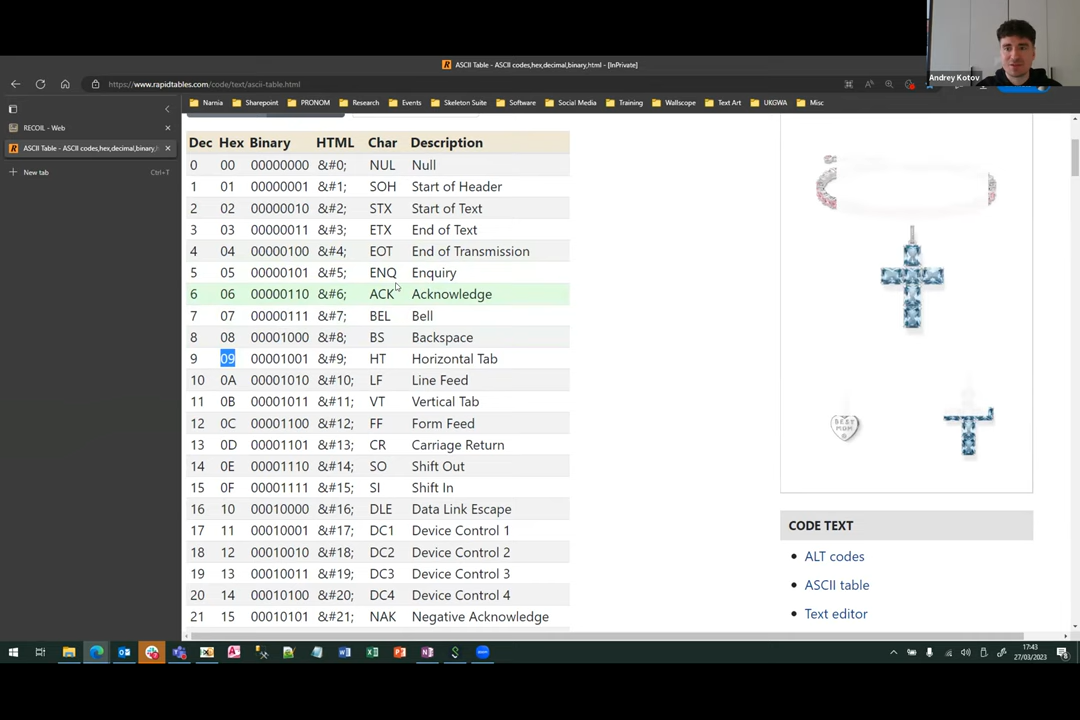 ASCII Table - ASCII codes,hex,decimal,binary,html - [InPrivate]
Andrey Kotov
https://www.rapidtables.com/code/text/ascii-table.html
Narnia Sharepoint PRONOM Research Events Skeleton Suite Software Social Media Training Wallscope Text Art UKGWA Misc
RECOIL - Web
ASCII Table - ASCII codes,hex,decimal,binary,h
New tab Ctrl+T
Dec Hex Binary HTML Char Description
0 00 00000000 &#0; NUL Null
1 01 00000001 &#1; SOH Start of Header
2 02 00000010 &#2; STX Start of Text
3 03 00000011 &#3; ETX End of Text
4 04 00000100 &#4; EOT End of Transmission
5 05 00000101 &#5; ENQ Enquiry
6 06 00000110 &#6; ACK Acknowledge
7 07 00000111 &#7; BEL Bell
8 08 00001000 &#8; BS Backspace
9 09 00001001 &#9; HT Horizontal Tab
10 0A 00001010 &#10; LF Line Feed
11 0B 00001011 &#11; VT Vertical Tab
12 0C 00001100 &#12; FF Form Feed
13 0D 00001101 &#13; CR Carriage Return
14 0E 00001110 &#14; SO Shift Out
15 0F 00001111 &#15; SI Shift In
16 10 00010000 &#16; DLE Data Link Escape
17 11 00010001 &#17; DC1 Device Control 1
18 12 00010010 &#18; DC2 Device Control 2
19 13 00010011 &#19; DC3 Device Control 3
20 14 00010100 &#20; DC4 Device Control 4
21 15 00010101 &#21; NAK Negative Acknowledge
BEST
MUM
CODE TEXT
ALT codes
ASCII table
Text editor
17:43
27/03/2023